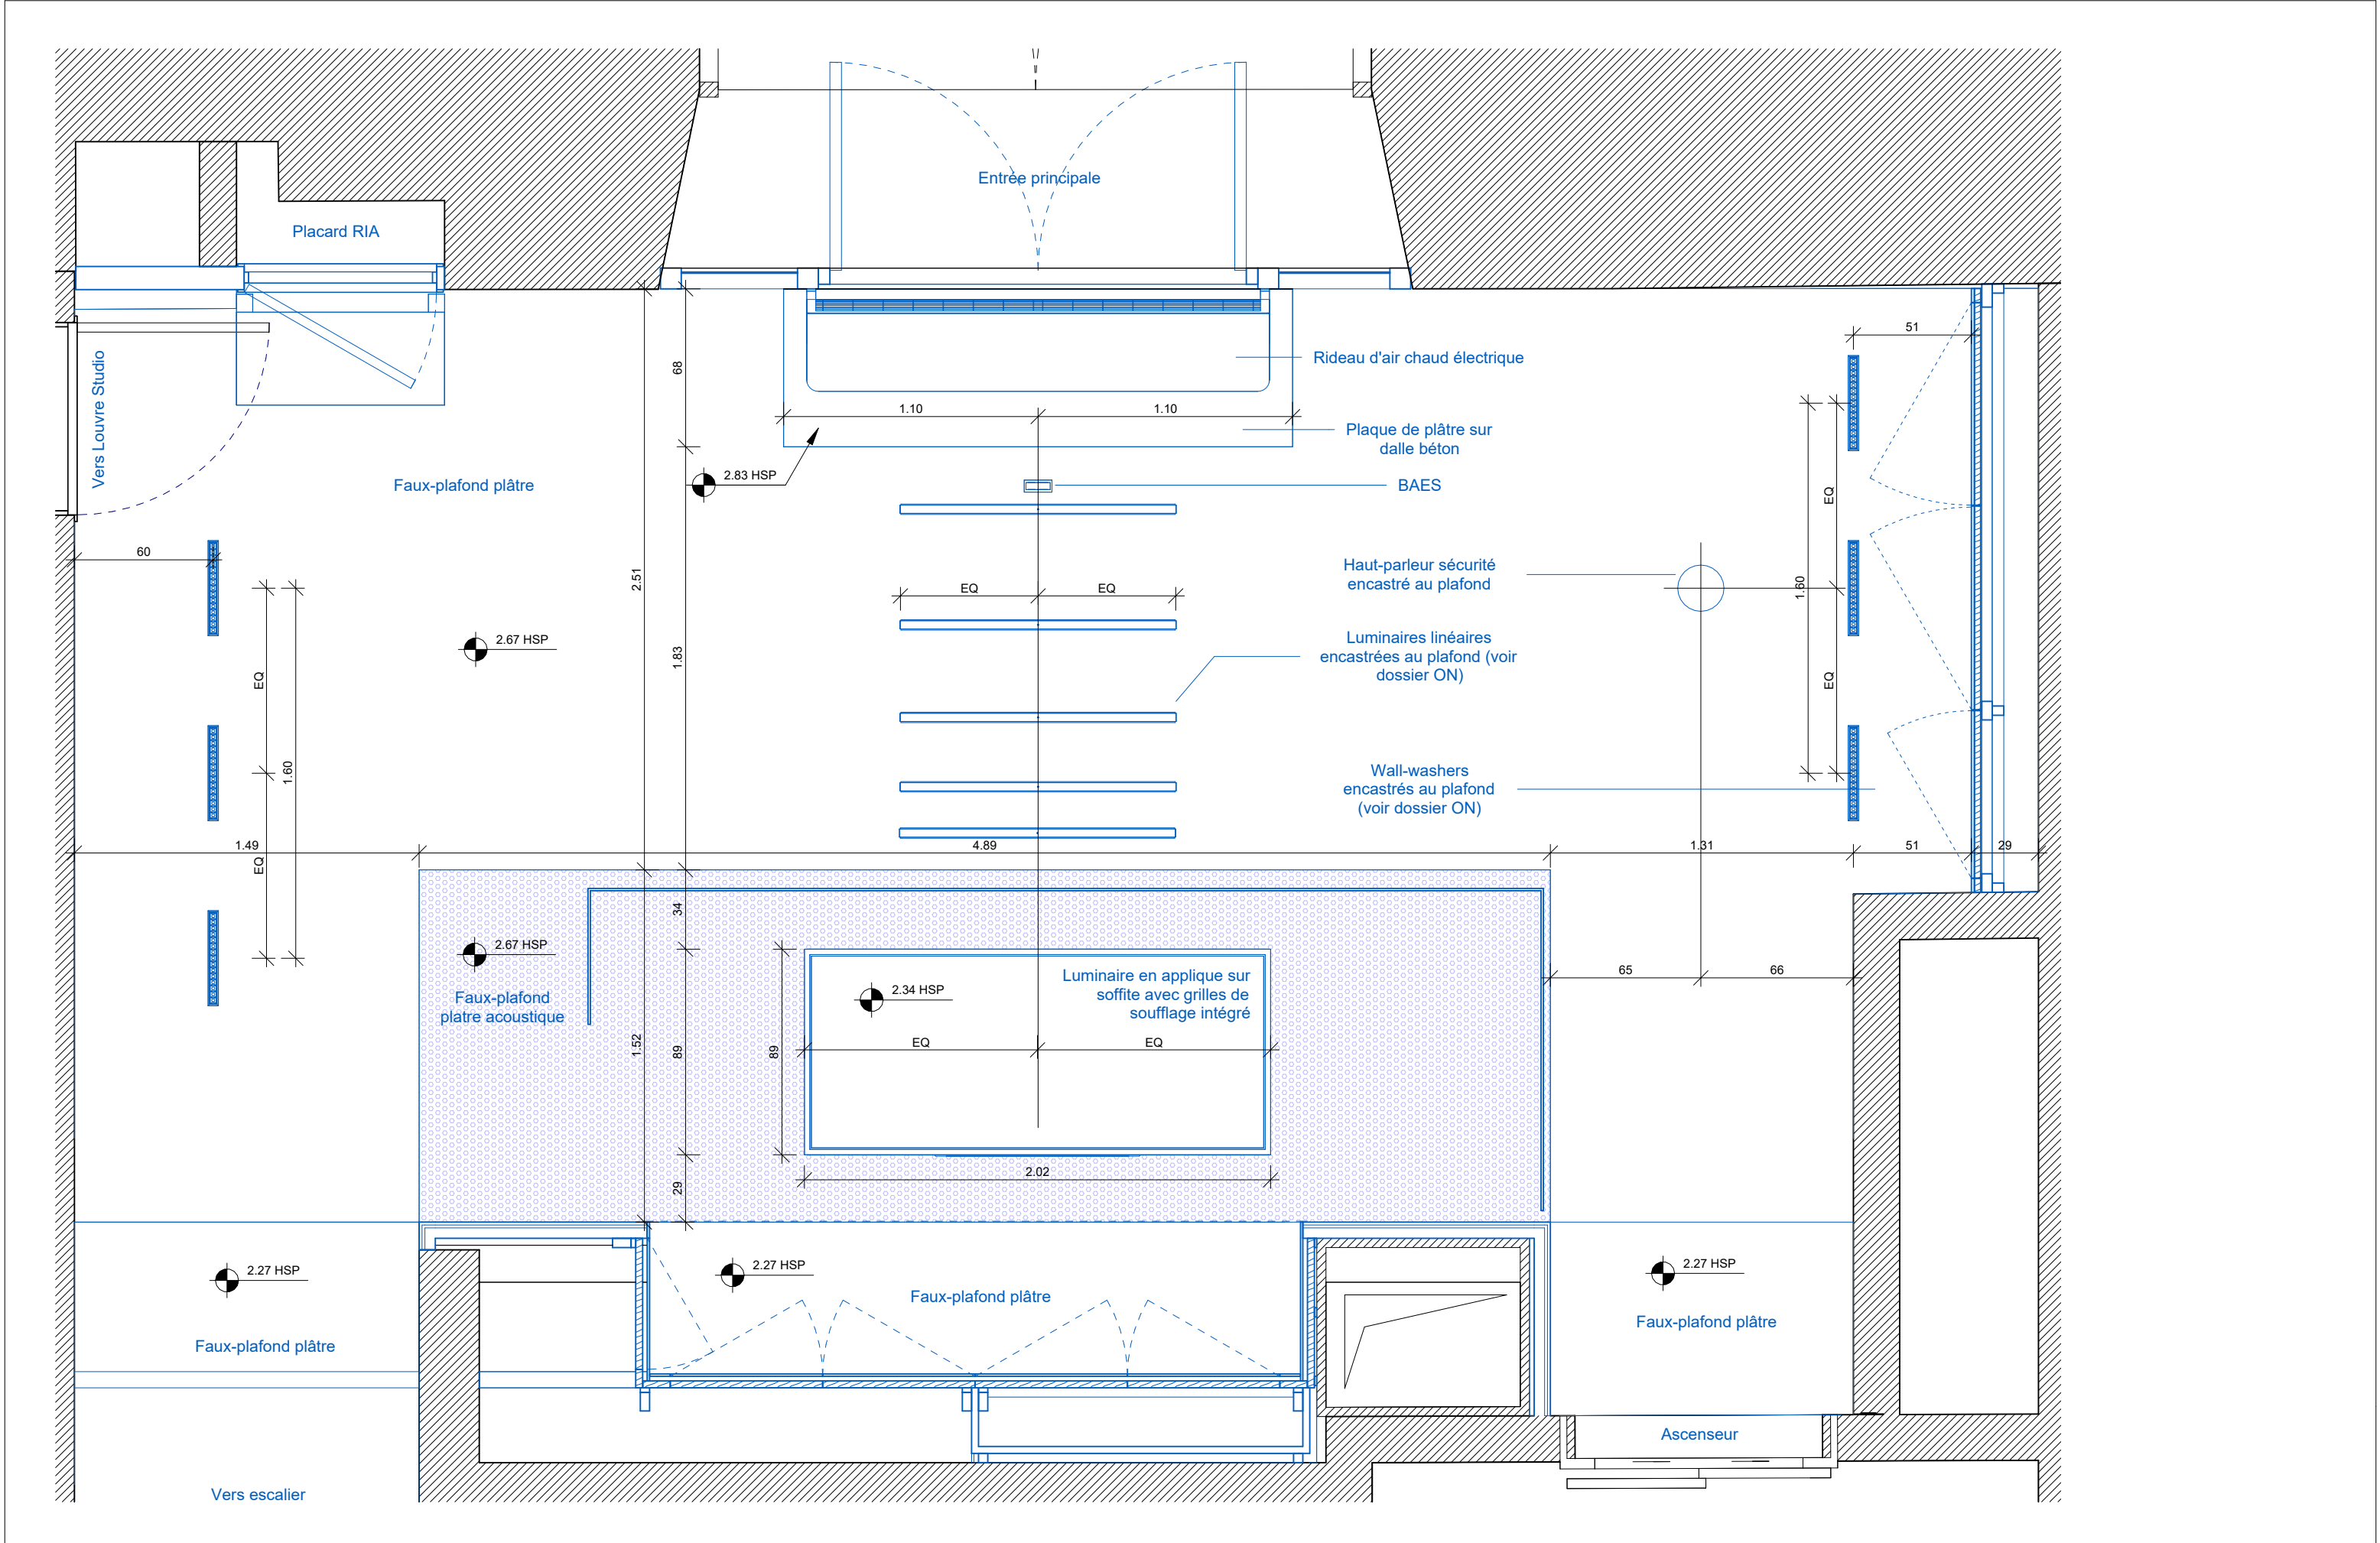 Entrée principale
Placard RIA
51
Vers Louvre Studio
68
Rideau d'air chaud électrique
1.10
1.10
Plaque de plâtre sur
dalle béton
2.83 HSP
Faux-plafond plâtre
BAES
EQ
60
2.51
Haut-parleur sécurité
encastré au plafond
1.60
EQ
EQ
2.67 HSP
1.83
Luminaires linéaires
encastrées au plafond (voir
dossier ON)
EQ
EQ
1.60
Wall-washers
encastrés au plafond
(voir dossier ON)
1.49
EQ
4.89
1.31
51
29
34
2.67 HSP
Faux-plafond
platre acoustique
2.34 HSP
Luminaire en applique sur
soffite avec grilles de
soufflage intégré
65
66
1.52
89
89
EQ
EQ
2.02
29
2.27 HSP
2.27 HSP
2.27 HSP
Faux-plafond plâtre
Faux-plafond plâtre
Faux-plafond plâtre
Ascenseur
Vers escalier